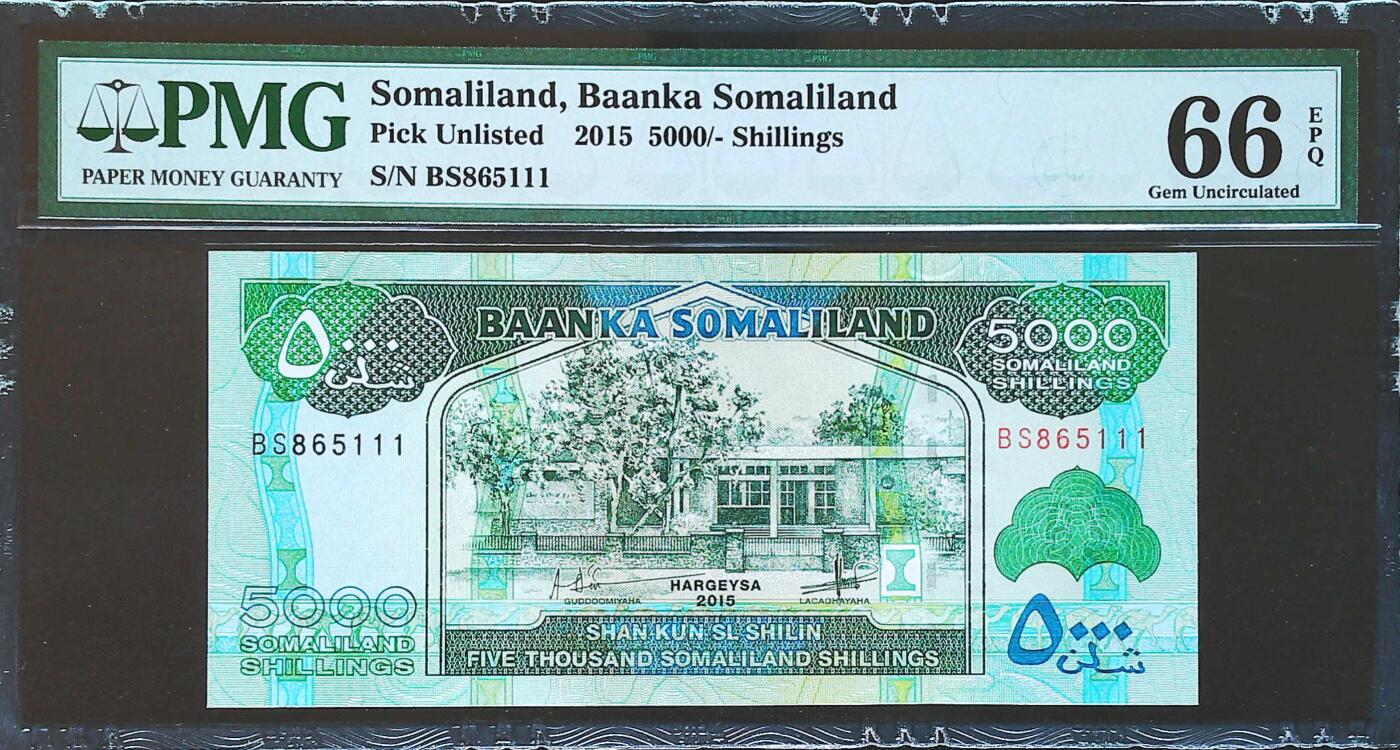 PMG
PAPER MONEY GUARANTY
Somaliland, Baanka Somaliland
Pick Unlisted 2015 5000/- Shillings
S/N BS865111
66 EPQ
Gem Uncirculated
BAANKA SOMALILAND
٥٠٠٠
شلن
5000
SOMALILAND
SHILLINGS
BS865111
BS865111
HARGEYSA
2015
GUDDOOMIYAHA
LACAGHAYAHA
5000
SOMALILAND
SHILLINGS
SHAN KUN SL SHILIN
FIVE THOUSAND SOMALILAND SHILLINGS
٥٠٠٠
شلن